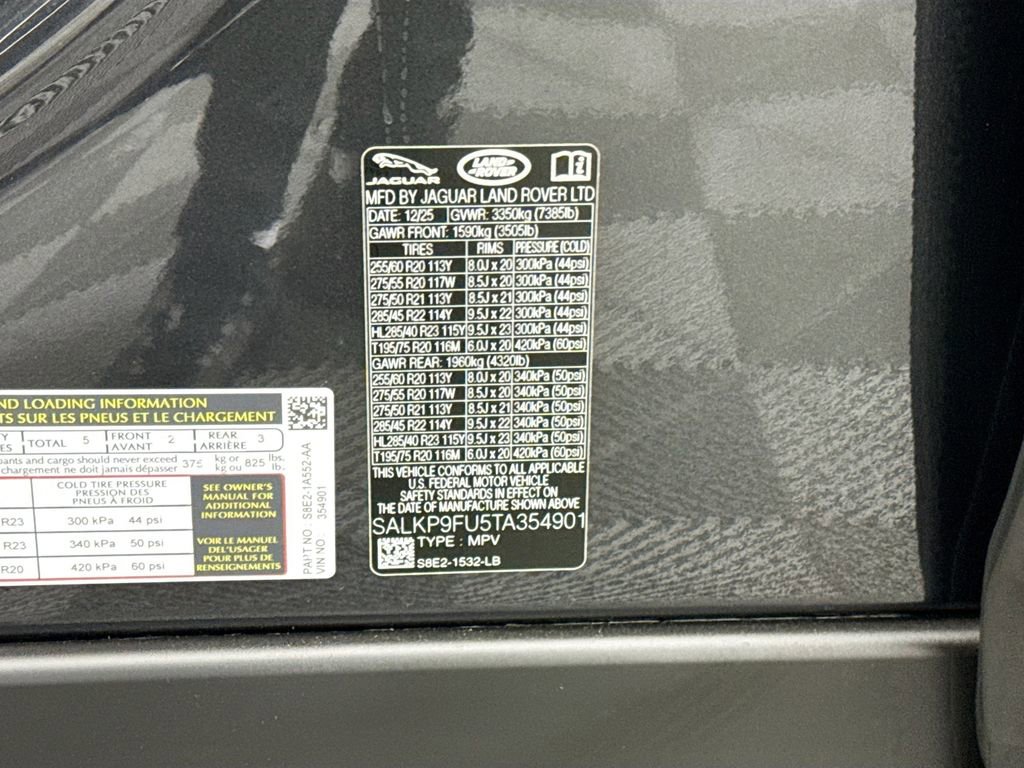 JAGUAR LAND ROVER
MFD BY JAGUAR LAND ROVER LTD
DATE: 12/25 GVWR: 3350kg (7385lb)
GAWR FRONT: 1590kg (3505lb)
TIRES RIMS PRESSURE (COLD)
255/60 R20 113Y 8.0J x 20 300kPa (44psi)
275/55 R20 117W 8.5J x 20 300kPa (44psi)
275/50 R21 113Y 8.5J x 21 300kPa (44psi)
285/45 R22 114Y 9.5J x 22 300kPa (44psi)
HL285/40 R23 115Y 9.5J x 23 300kPa (44psi)
T195/75 R20 116M 6.0J x 20 420kPa (60psi)
GAWR REAR: 1960kg (4320lb)
255/60 R20 113Y 8.0J x 20 340kPa (50psi)
275/55 R20 117W 8.5J x 20 340kPa (50psi)
275/50 R21 113Y 8.5J x 21 340kPa (50psi)
285/45 R22 114Y 9.5J x 22 340kPa (50psi)
HL285/40 R23 115Y 9.5J x 23 340kPa (50psi)
T195/75 R20 116M 6.0J x 20 420kPa (60psi)
THIS VEHICLE CONFORMS TO ALL APPLICABLE
U.S. FEDERAL MOTOR VEHICLE
SAFETY STANDARDS IN EFFECT ON
THE DATE OF MANUFACTURE SHOWN ABOVE
SALKP9FU5TA354901
TYPE : MPV
S8E2-1532-LB
ND LOADING INFORMATION
TS SUR LES PNEUS ET LE CHARGEMENT
TOTAL 5 FRONT 2 REAR 3
AVANT ARRIÈRE
pants and cargo should never exceed 375 kg or 825 lbs.
chargement ne doit jamais dépasser kg ou lb.
COLD TIRE PRESSURE
PRESSION DES
PNEUS À FROID
R23 300 kPa 44 psi
R23 340 kPa 50 psi
R20 420 kPa 60 psi
SEE OWNER'S
MANUAL FOR
ADDITIONAL
INFORMATION
VOIR LE MANUEL
DE L'USAGER
POUR PLUS DE
RENSEIGNEMENTS
PART NO. S8E2-1A552-AA
VIN NO. 354901